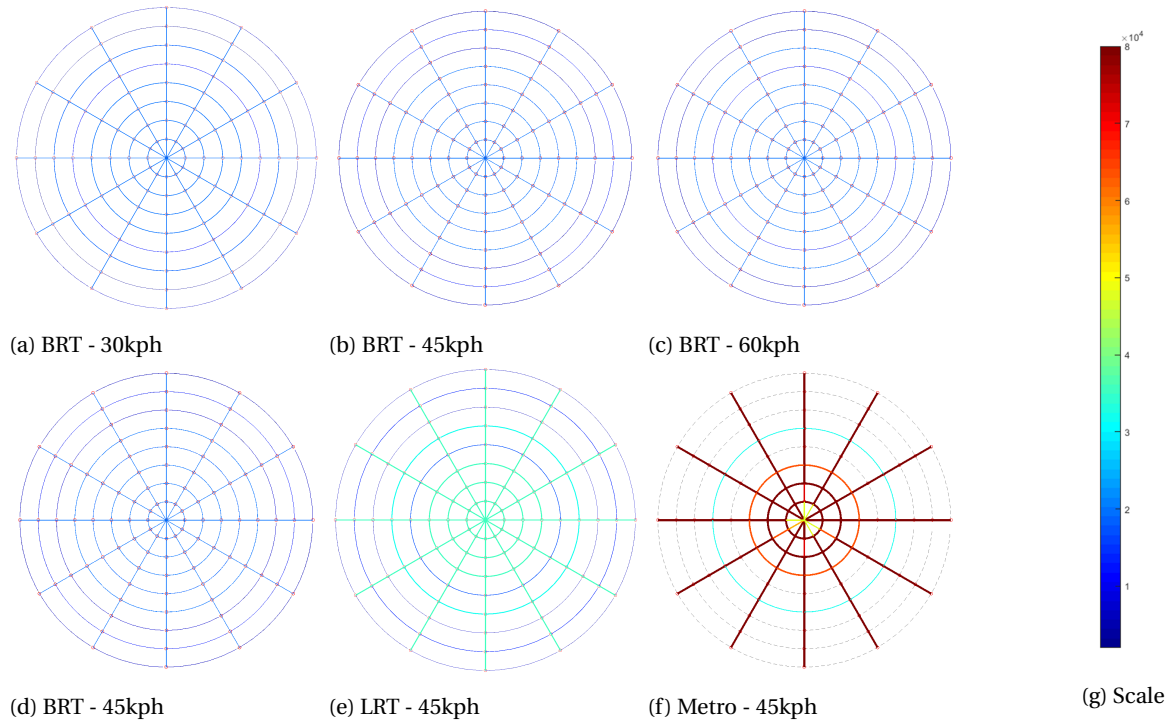 ×10⁴
8
7
6
5
4
3
2
1
(a) BRT - 30kph
(b) BRT - 45kph
(c) BRT - 60kph
(d) BRT - 45kph
(e) LRT - 45kph
(f) Metro - 45kph
(g) Scale